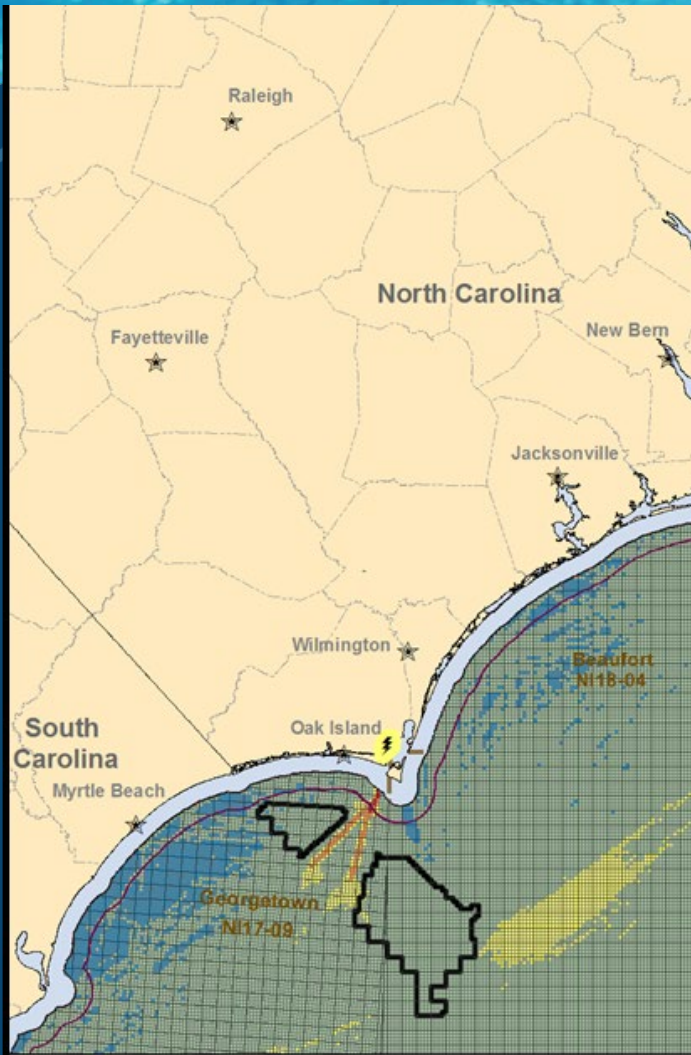 Raleigh
North Carolina
Fayetteville
New Bern
Jacksonville
Wilmington
Beaufort
NI18-04
Oak Island
South
Carolina
Myrtle Beach
Georgetown
NI17-09